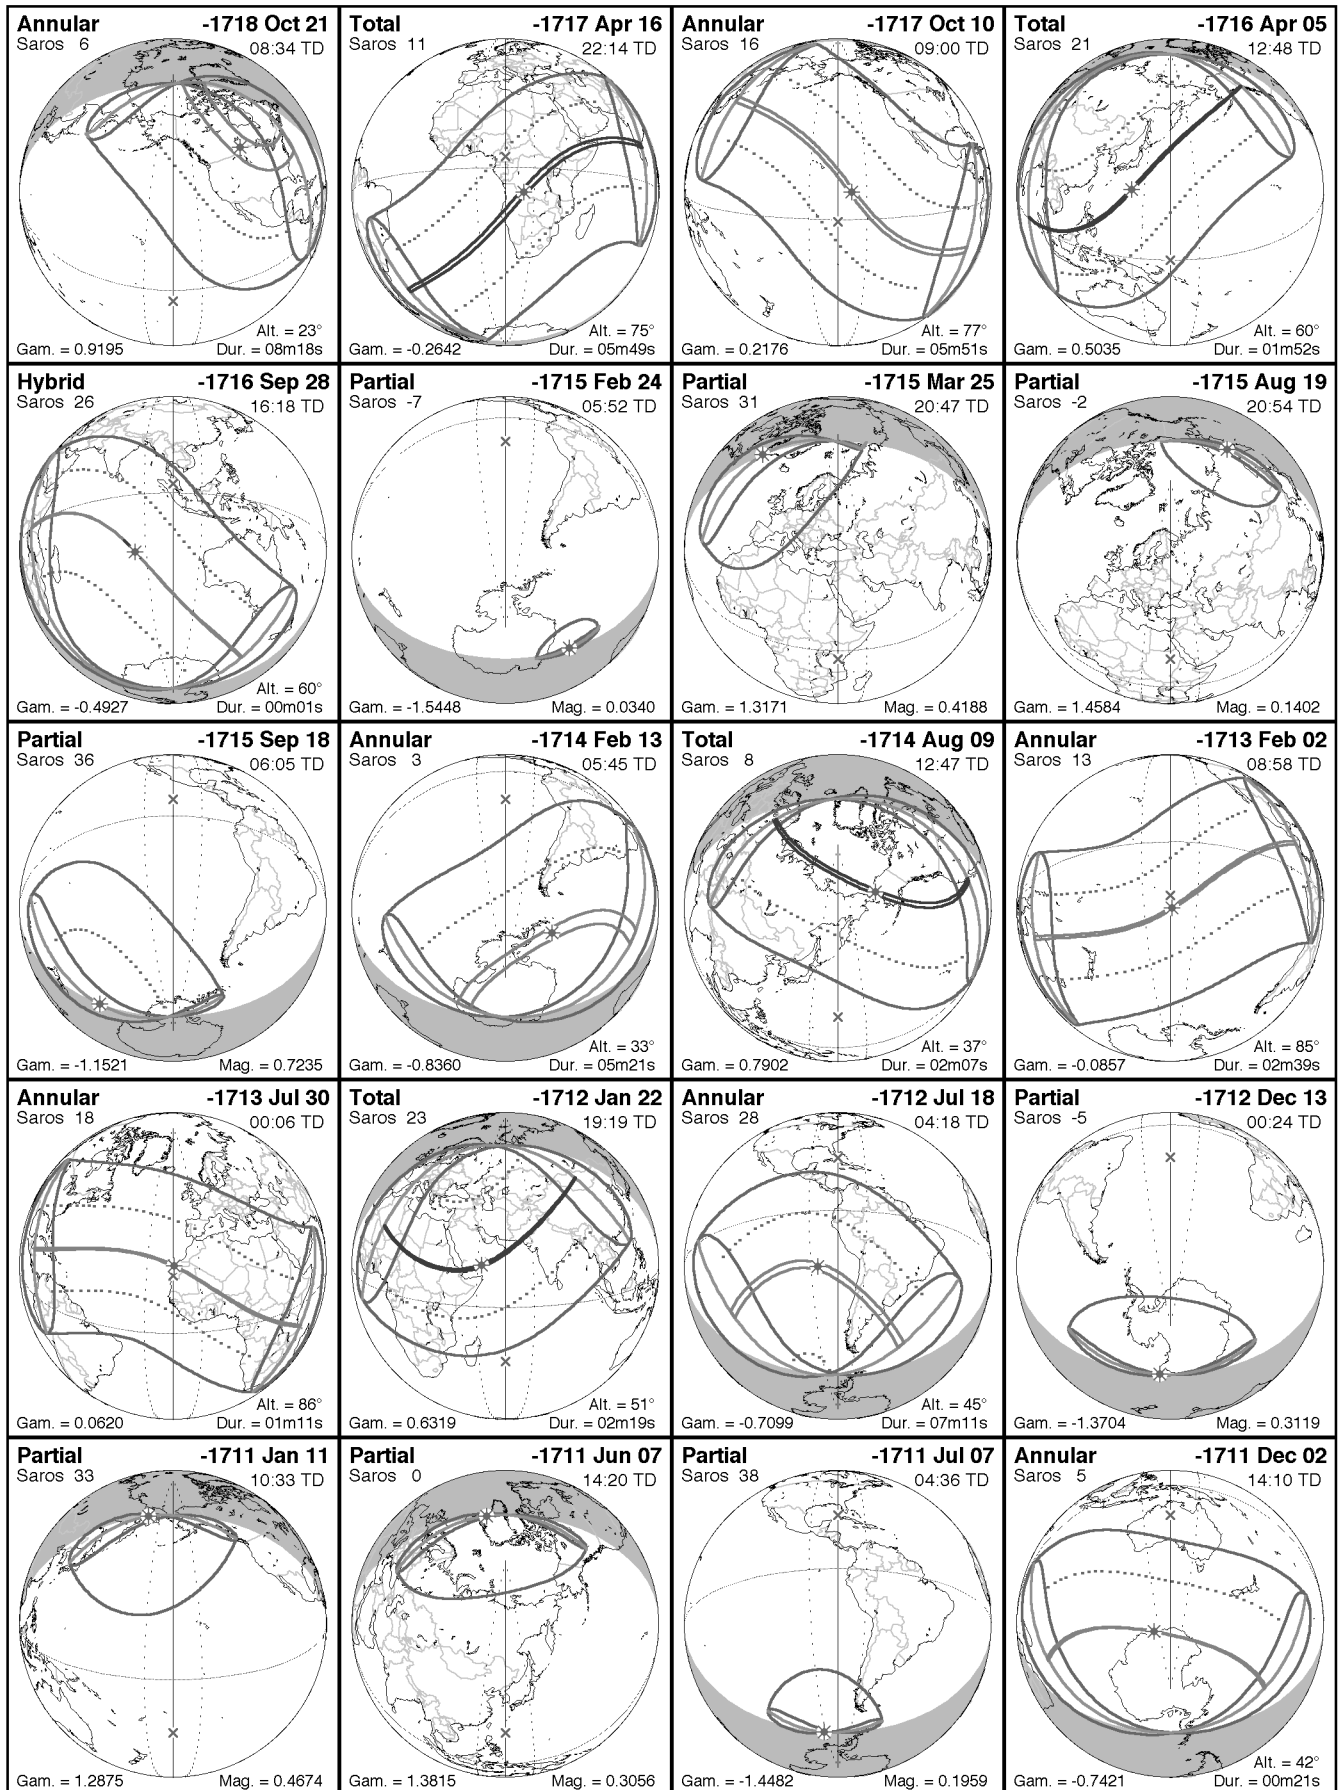 Annular -1718 Oct 21
Saros 6 08:34 TD
Alt. = 23°
Gam. = 0.9195 Dur. = 08m18s
Total -1717 Apr 16
Saros 11 22:14 TD
Alt. = 75°
Gam. = -0.2642 Dur. = 05m49s
Annular -1717 Oct 10
Saros 16 09:00 TD
Alt. = 77°
Gam. = 0.2176 Dur. = 05m51s
Total -1716 Apr 05
Saros 21 12:48 TD
Alt. = 60°
Gam. = 0.5035 Dur. = 01m52s
Hybrid -1716 Sep 28
Saros 26 16:18 TD
Alt. = 60°
Gam. = -0.4927 Dur. = 00m01s
Partial -1715 Feb 24
Saros -7 05:52 TD
Gam. = -1.5448 Mag. = 0.0340
Partial -1715 Mar 25
Saros 31 20:47 TD
Gam. = 1.3171 Mag. = 0.4188
Partial -1715 Aug 19
Saros -2 20:54 TD
Gam. = 1.4584 Mag. = 0.1402
Partial -1715 Sep 18
Saros 36 06:05 TD
Gam. = -1.1521 Mag. = 0.7235
Annular -1714 Feb 13
Saros 3 05:45 TD
Alt. = 33°
Gam. = -0.8360 Dur. = 05m21s
Total -1714 Aug 09
Saros 8 12:47 TD
Alt. = 37°
Gam. = 0.7902 Dur. = 02m07s
Annular -1713 Feb 02
Saros 13 08:58 TD
Alt. = 85°
Gam. = -0.0857 Dur. = 02m39s
Annular -1713 Jul 30
Saros 18 00:06 TD
Alt. = 86°
Gam. = 0.0620 Dur. = 01m11s
Total -1712 Jan 22
Saros 23 19:19 TD
Alt. = 51°
Gam. = 0.6319 Dur. = 02m19s
Annular -1712 Jul 18
Saros 28 04:18 TD
Alt. = 45°
Gam. = -0.7099 Dur. = 07m11s
Partial -1712 Dec 13
Saros -5 00:24 TD
Gam. = -1.3704 Mag. = 0.3119
Partial -1711 Jan 11
Saros 33 10:33 TD
Gam. = 1.2875 Mag. = 0.4674
Partial -1711 Jun 07
Saros 0 14:20 TD
Gam. = 1.3815 Mag. = 0.3056
Partial -1711 Jul 07
Saros 38 04:36 TD
Gam. = -1.4482 Mag. = 0.1959
Annular -1711 Dec 02
Saros 5 14:10 TD
Alt. = 42°
Gam. = -0.7421 Dur. = 00m21s